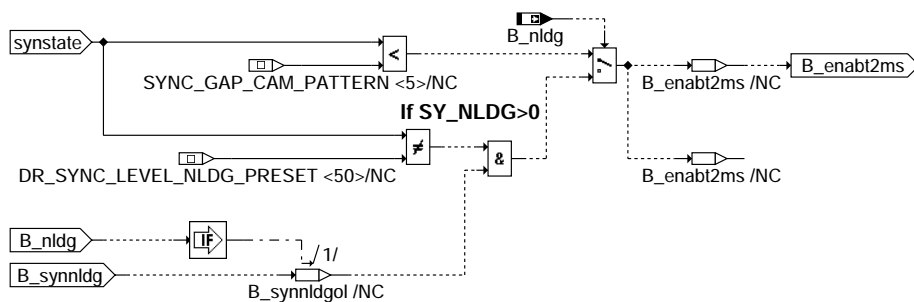 B_nldg
synstate
<
SYNC_GAP_CAM_PATTERN <5>/NC
B_enabt2ms /NC
B_enabt2ms
If SY_NLDG>0
≠
&
DR_SYNC_LEVEL_NLDG_PRESET <50>/NC
B_enabt2ms /NC
B_nldg
IF
/1/
B_synnldg
B_synnldgol /NC